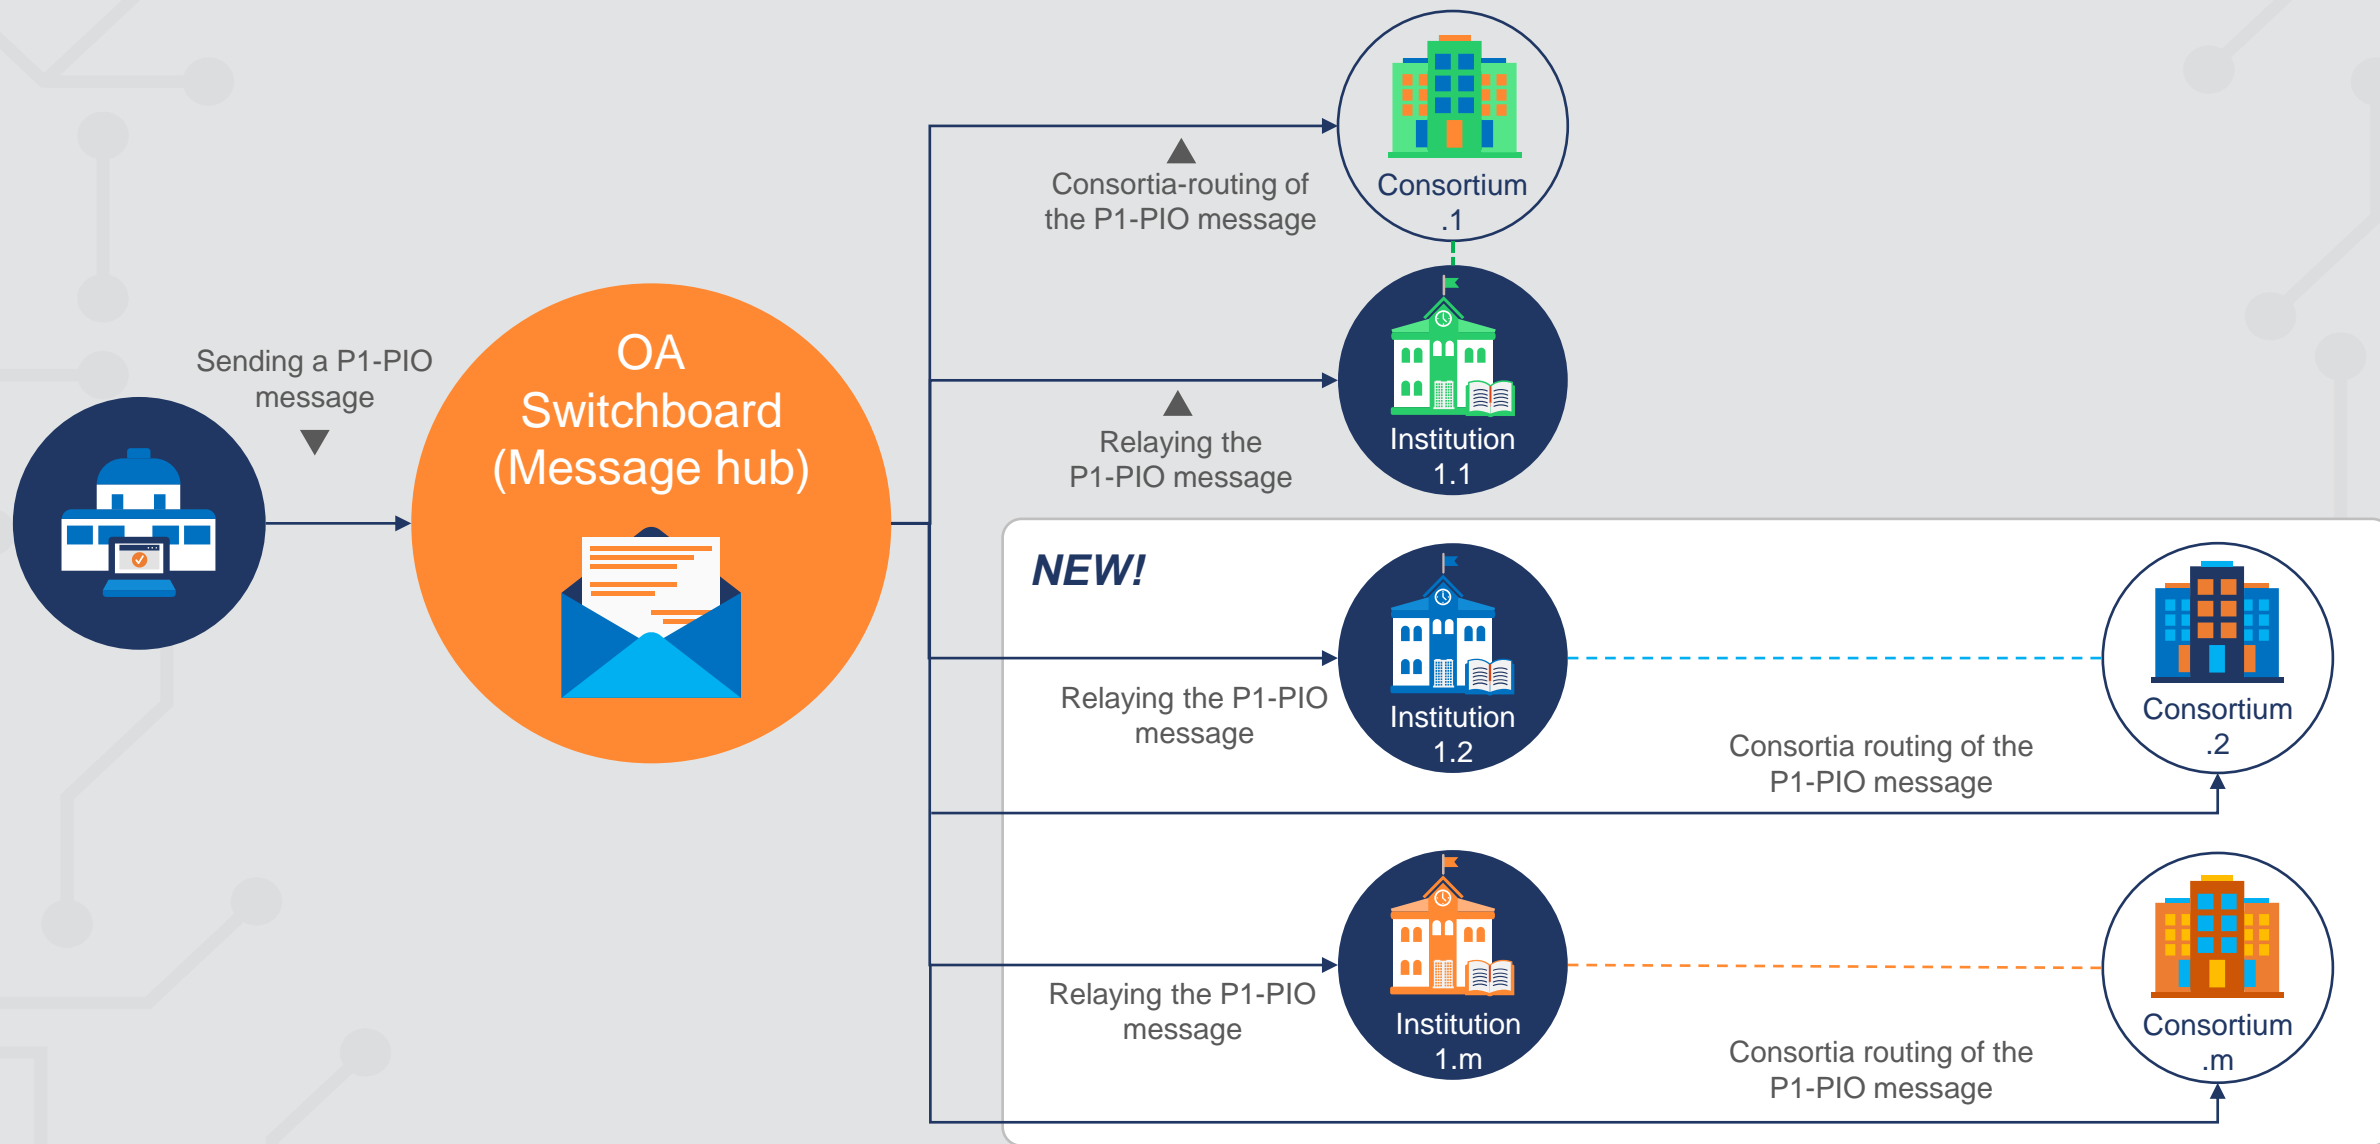 Consortia-routing of
the P1-PIO message
Consortium
.1
Sending a P1-PIO
message
OA
Switchboard
(Message hub)
Relaying the
P1-PIO message
Institution
1.1
NEW!
Relaying the P1-PIO
message
Institution
1.2
Consortia routing of the
P1-PIO message
Consortium
.2
Relaying the P1-PIO
message
Institution
1.m
Consortia routing of the
P1-PIO message
Consortium
.m